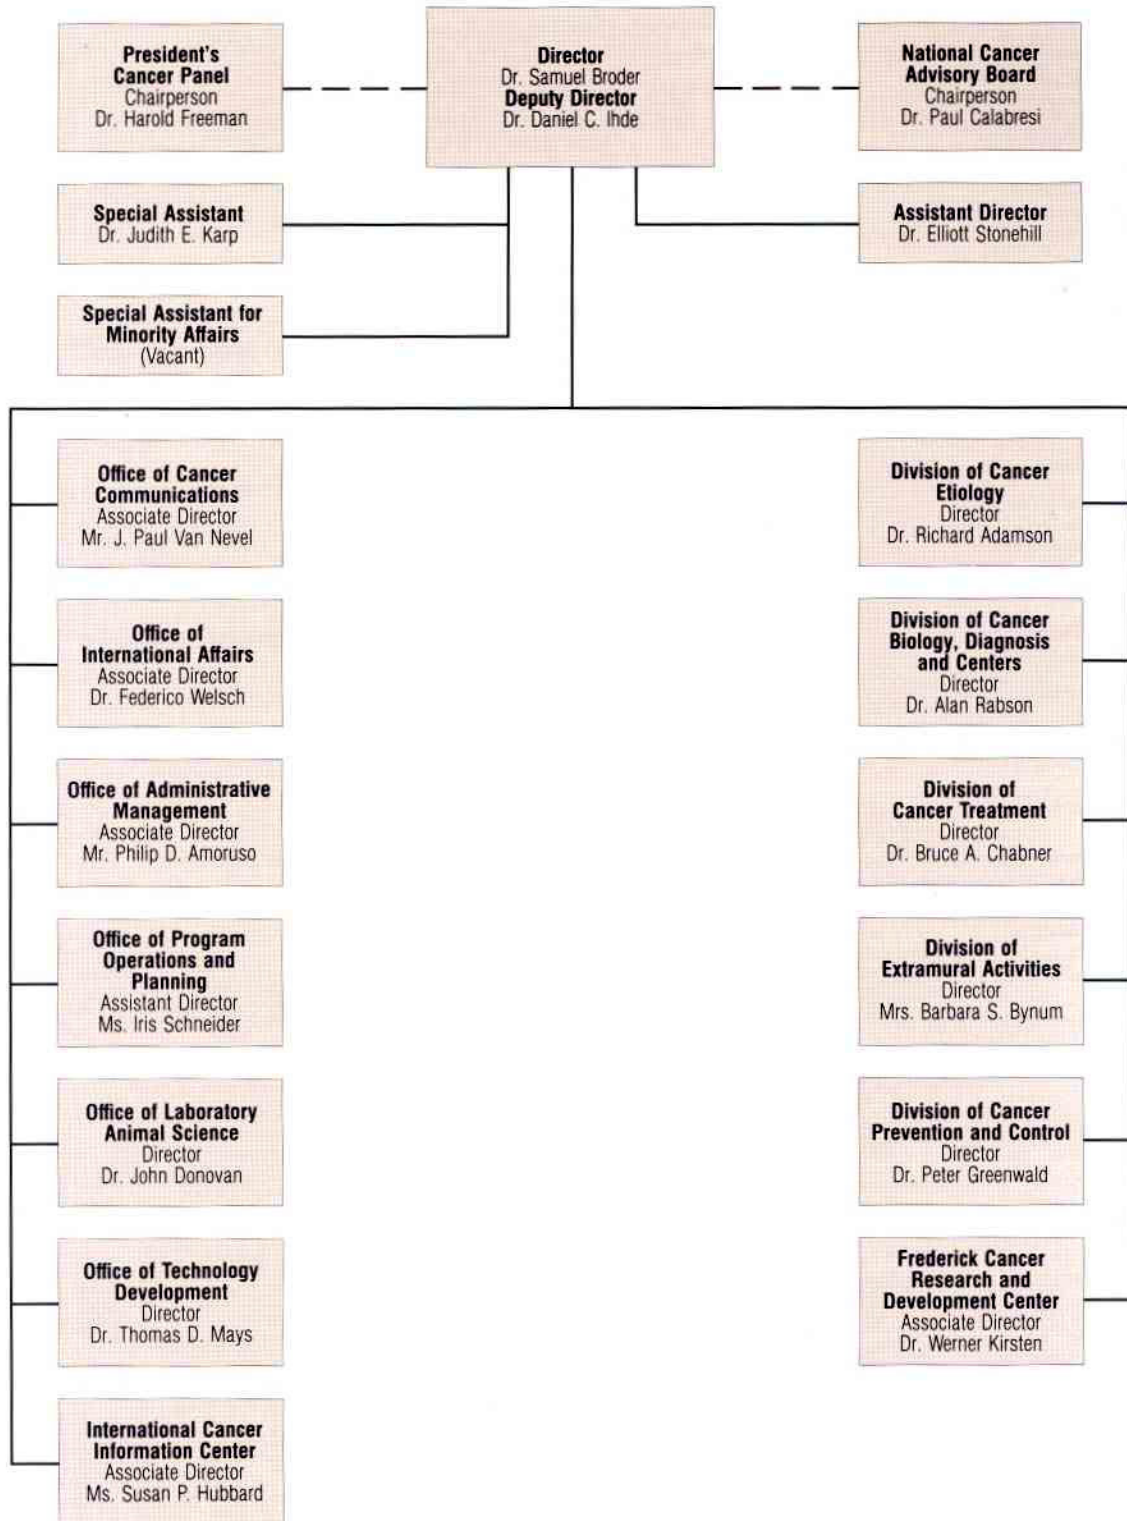 President's
Cancer Panel
Chairperson
Dr. Harold Freeman
Director
Dr. Samuel Broder
Deputy Director
Dr. Daniel C. Ihde
National Cancer
Advisory Board
Chairperson
Dr. Paul Calabresi
Special Assistant
Dr. Judith E. Karp
Assistant Director
Dr. Elliott Stonehill
Special Assistant for
Minority Affairs
(Vacant)
Office of Cancer
Communications
Associate Director
Mr. J. Paul Van Nevel
Office of
International Affairs
Associate Director
Dr. Federico Welsch
Office of Administrative
Management
Associate Director
Mr. Philip D. Amoruso
Office of Program
Operations and
Planning
Assistant Director
Ms. Iris Schneider
Office of Laboratory
Animal Science
Director
Dr. John Donovan
Office of Technology
Development
Director
Dr. Thomas D. Mays
International Cancer
Information Center
Associate Director
Ms. Susan P. Hubbard
Division of Cancer
Etiology
Director
Dr. Richard Adamson
Division of Cancer
Biology, Diagnosis
and Centers
Director
Dr. Alan Rabson
Division of
Cancer Treatment
Director
Dr. Bruce A. Chabner
Division of
Extramural Activities
Director
Mrs. Barbara S. Bynum
Division of Cancer
Prevention and Control
Director
Dr. Peter Greenwald
Frederick Cancer
Research and
Development Center
Associate Director
Dr. Werner Kirsten